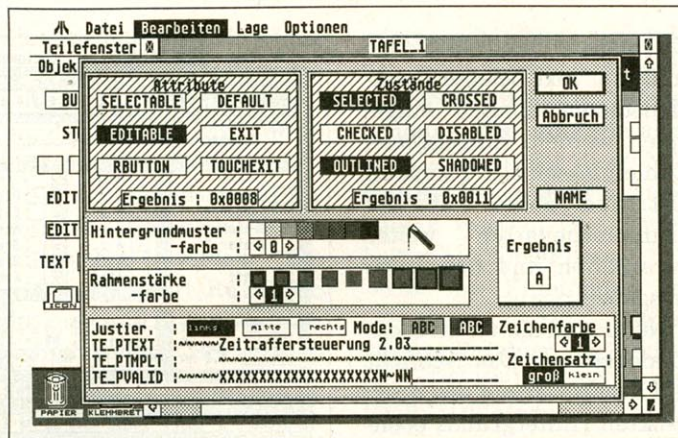 Datei Bearbeiten Lage Optionen
Teilefenster TAFEL_1
Objek
Attribute
SELECTABLE DEFAULT
EDITABLE EXIT
RBUTTON TOUCHEXIT
Ergebnis : 0x0008
Zustände
SELECTED CROSSED
CHECKED DISABLED
OUTLINED SHADOWED
Ergebnis : 0x0011
OK
Abbruch
NAME
BU
ST
EDIT
EDIT
TEXT
ICON
Hintergrundmuster :
-farbe : 0
Rahmenstärke :
-farbe : 1
Ergebnis
A
Justier. : links mitte rechts Mode: ABC ABC Zeichenfarbe :
TE_PTEXT :~~~~~Zeitraffersteuerung 2.03 1
TE_PTMPLT Zeichensatz :
TE_PVALID :~~~~~XXXXXXXXXXXXXXXXXXXXXN~NN groß klein
PAPIER KLEMMBRET
t